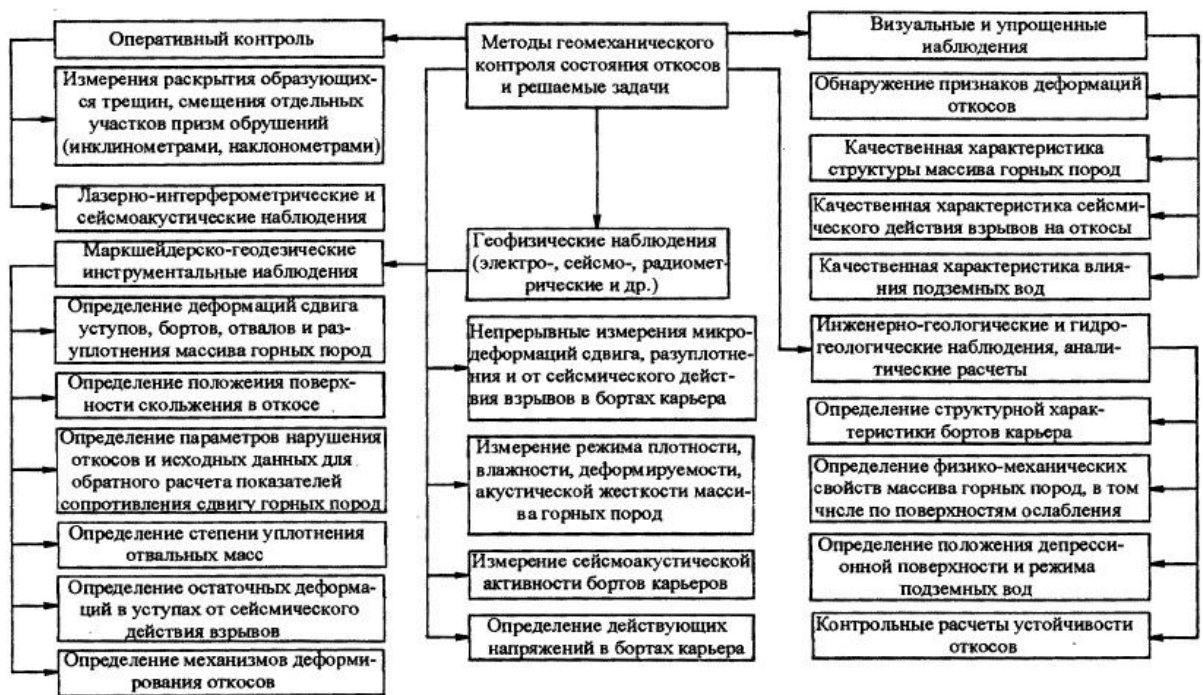 Оперативный контроль
Измерения раскрытия образующих-
ся трещин, смещения отдельных
участков призм обрушений
(инклинометрами, наклонометрами)
Лазерно-интерферометрические и
сейсмоакустические наблюдения
Маркшейдерско-геодезические
инструментальные наблюдения
Определение деформаций сдвига
уступов, бортов, отвалов и раз-
уплотнения массива горных пород
Определение положения поверх-
ности скольжения в откосе
Определение параметров нарушения
откосов и исходных данных для
обратного расчета показателей
сопротивления сдвигу горных пород
Определение степени уплотнения
отвальных масс
Определение остаточных деформа-
ций в уступах от сейсмического
действия взрывов
Определение механизмов деформи-
рования откосов
Методы геомеханического
контроля состояния откосов
и решаемые задачи
Геофизические наблюдения
(электро-, сейсмо-, радиомет-
рические и др.)
Непрерывные измерения микро-
деформаций сдвига, разуплотне-
ния и от сейсмического дейст-
вия взрывов в бортах карьера
Измерение режима плотности,
влажности, деформируемости,
акустической жесткости масси-
ва горных пород
Измерение сейсмоакустической
активности бортов карьеров
Определение действующих
напряжений в бортах карьера
Визуальные и упрощенные
наблюдения
Обнаружение признаков деформаций
откосов
Качественная характеристика
структуры массива горных пород
Качественная характеристика сейсми-
ческого действия взрывов на откосы
Качественная характеристика влия-
ния подземных вод
Инженерно-геологические и гидро-
геологические наблюдения, анали-
тические расчеты
Определение структурной харак-
теристики бортов карьера
Определение физико-механических
свойств массива горных пород, в том
числе по поверхностям ослабления
Определение положения депресси-
онной поверхности и режима
подземных вод
Контрольные расчеты устойчивости
откосов